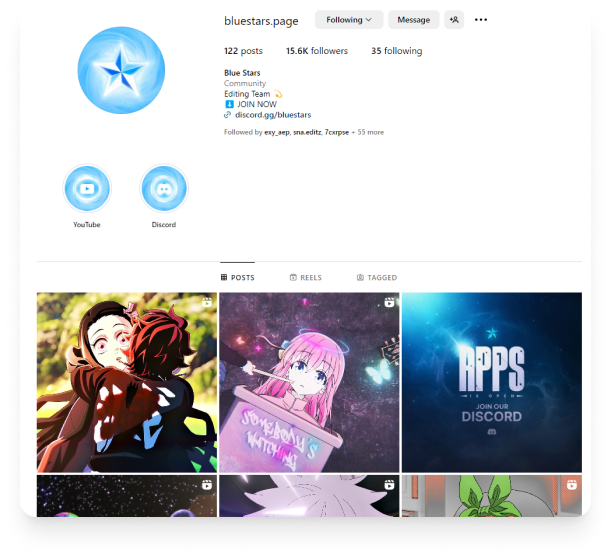 bluestars.page Following Message
122 posts 15.6K followers 35 following
Blue Stars
Community
Editing Team
JOIN NOW
discord.gg/bluestars
Followed by exy_aep, sna.editz, 7cxrpse + 55 more
YouTube Discord
POSTS REELS TAGGED
SOMEBODY'S
WATCHING
APPS
IS OPEN
JOIN OUR
DISCORD